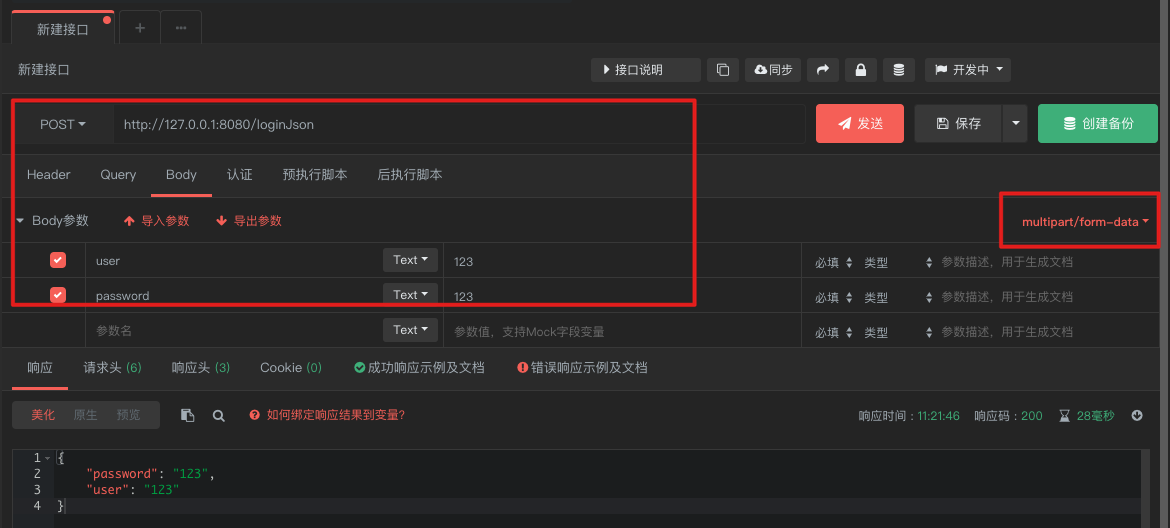 新建接口
新建接口
接口说明
同步
开发中
POST
http://127.0.0.1:8080/loginJson
发送
保存
创建备份
Header Query Body 认证 预执行脚本 后执行脚本
Body参数 导入参数 导出参数 multipart/form-data
user Text 123 必填 类型 参数描述，用于生成文档
password Text 123 必填 类型 参数描述，用于生成文档
参数名 Text 参数值，支持Mock字段变量 必填 类型 参数描述，用于生成文档
响应 请求头 (6) 响应头 (3) Cookie (0) 成功响应示例及文档 错误响应示例及文档
美化 原生 预览 如何绑定响应结果到变量? 响应时间：11:21:46 响应码：200 28毫秒
1 {
2 "password": "123",
3 "user": "123"
4 }